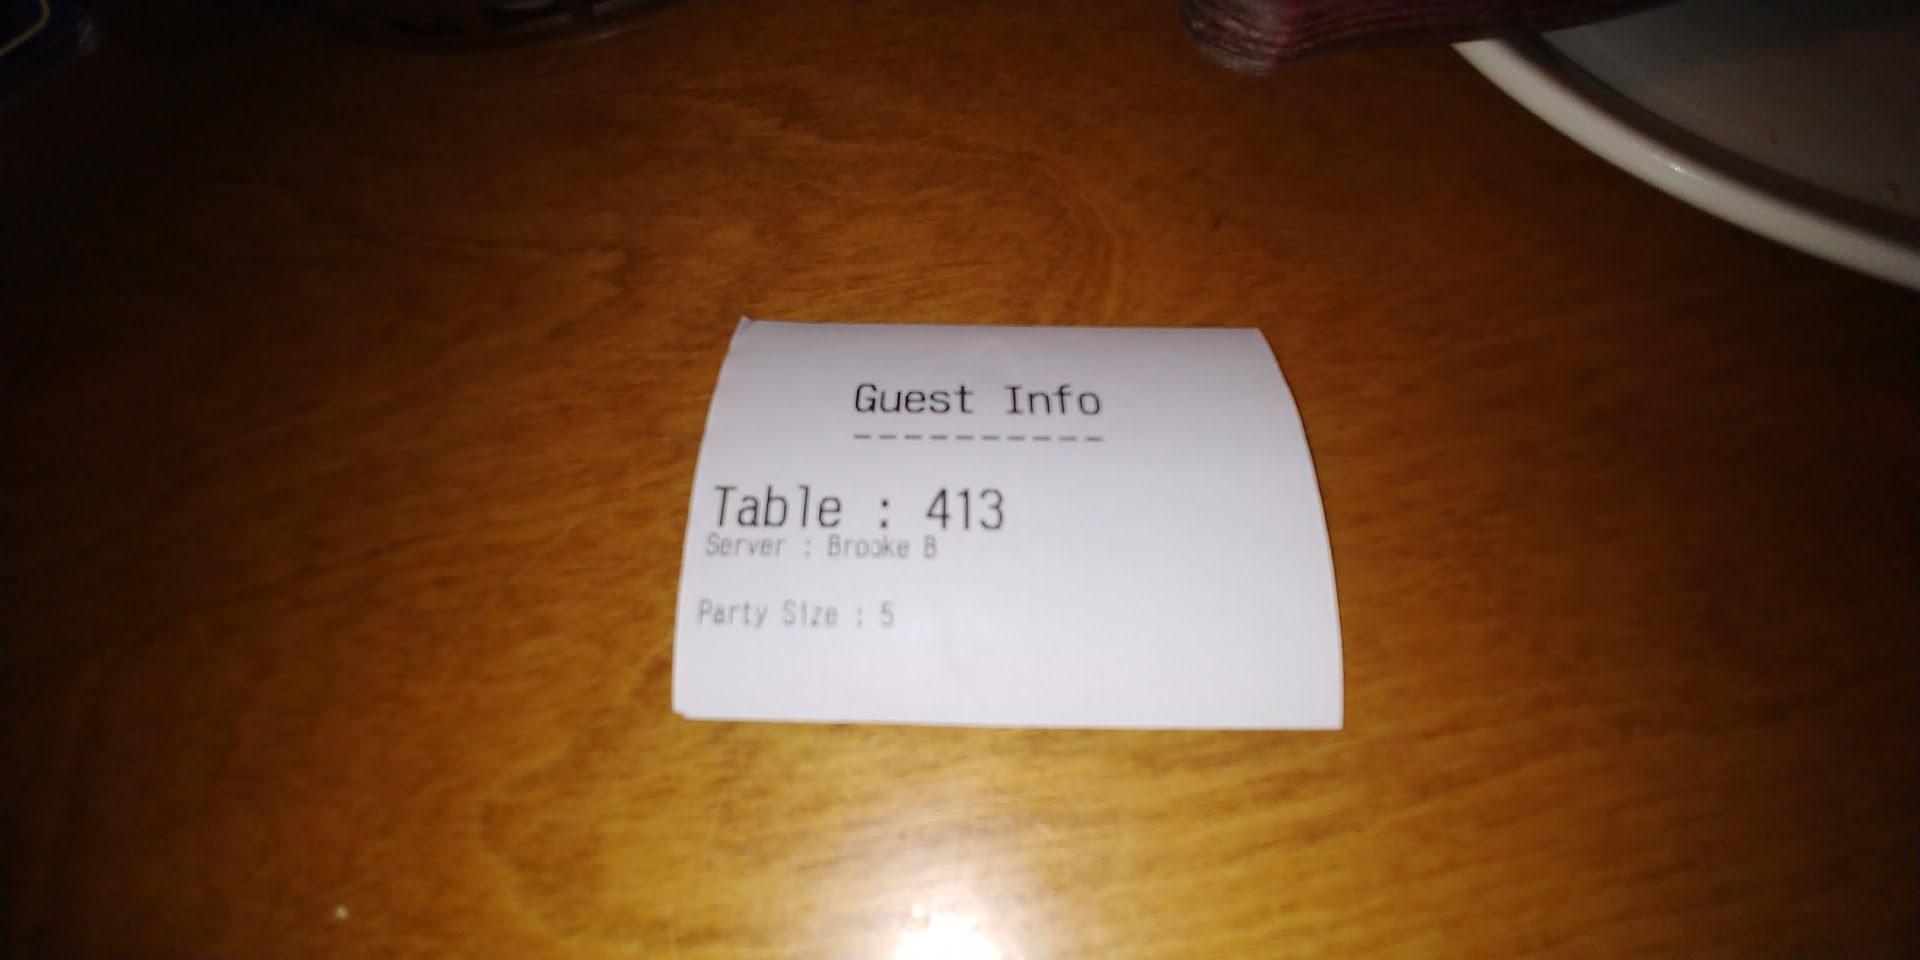 Guest Info
----------
Table : 413
Server : Brooke B
Party Size : 5